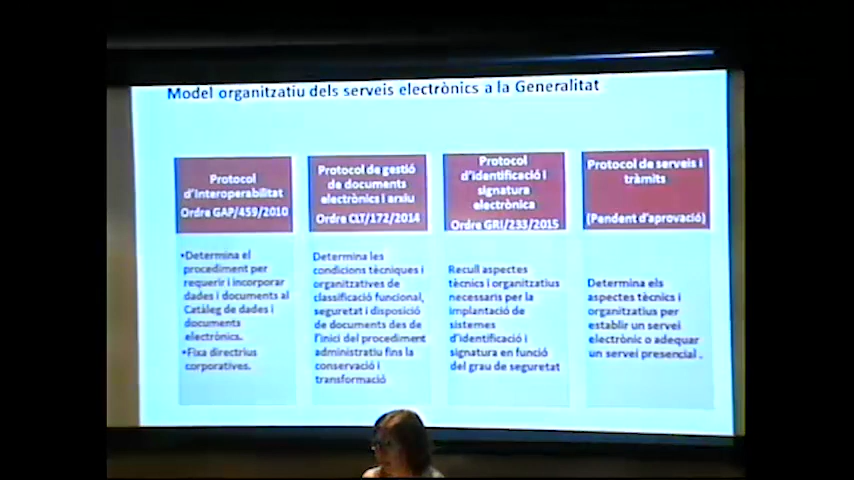 Model organitzatiu dels serveis electrònics a la Generalitat
Protocol
d'Interoperabilitat
Ordre GAP/459/2010
•Determina el
procediment per
requerir i incorporar
dades i documents al
Catàleg de dades i
documents
electrònics.
•Fixa directrius
corporatives.
Protocol de gestió
de documents
electrònics i arxiu
Ordre CLT/172/2014
Determina les
condicions tècniques i
organitzatives de
classificació funcional,
seguretat i disposició
de documents des de
l'inici del procediment
administratiu fins la
conservació i
transformació
Protocol
d'identificació i
signatura
electrònica
Ordre GRI/233/2015
Recull aspectes
tècnics i organitzatius
necessaris per la
implantació de
sistemes
d'identificació i
signatura en funció
del grau de seguretat
Protocol de serveis i
tràmits
(Pendent d'aprovació)
Determina els
aspectes tècnics i
organitzatius per
establir un servei
electrònic o adequar
un servei presencial .